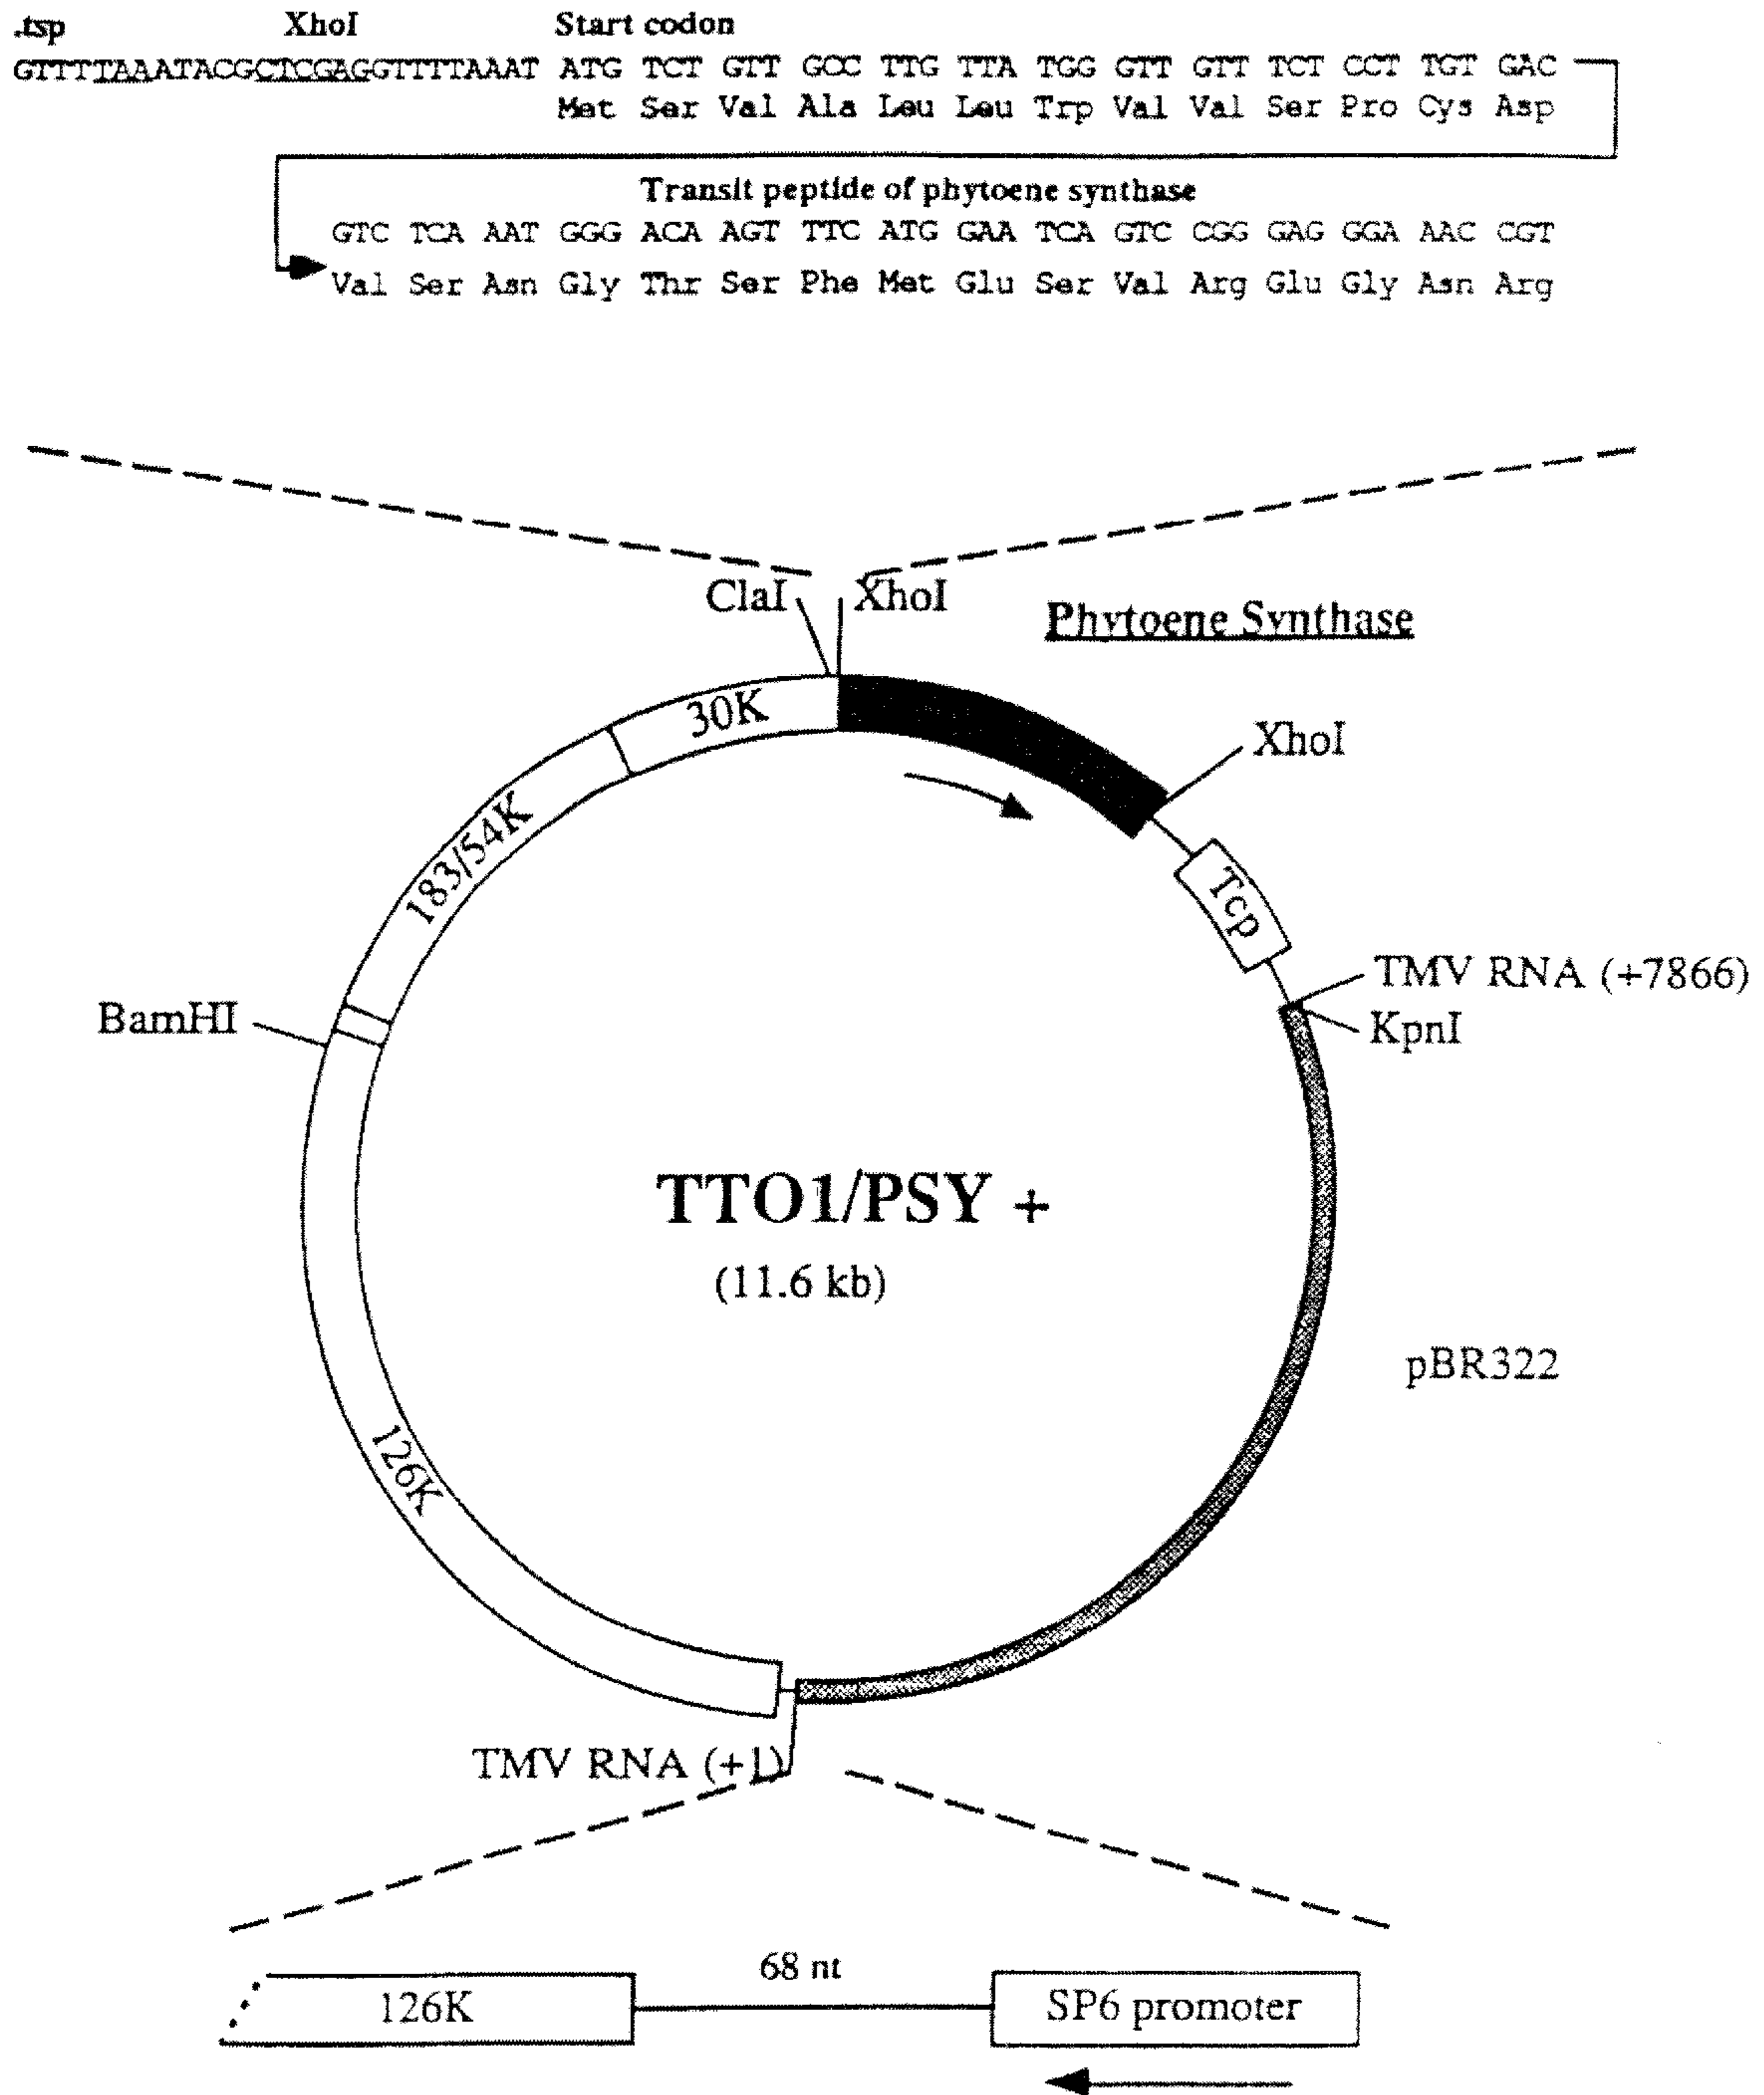 .tsp XhoI Start codon
GTTTTAAATACGCTCGAGGTTTTAAAT ATG TCT GTT GCC TTG TTA TGG GTT GTT TCT CCT TGT GAC
Met Ser Val Ala Leu Leu Trp Val Val Ser Pro Cys Asp
Transit peptide of phytoene synthase
GTC TCA AAT GGG ACA AGT TTC ATG GAA TCA GTC CGG GAG GGA AAC CGT
Val Ser Asn Gly Thr Ser Phe Met Glu Ser Val Arg Glu Gly Asn Arg
ClaI XhoI
Phytoene Synthase
30K
XhoI
183/54K
Tcp
TMV RNA (+7866)
KpnI
BamHI
TTO1/PSY +
(11.6 kb)
pBR322
126K
TMV RNA (+1)
68 nt
126K
SP6 promoter